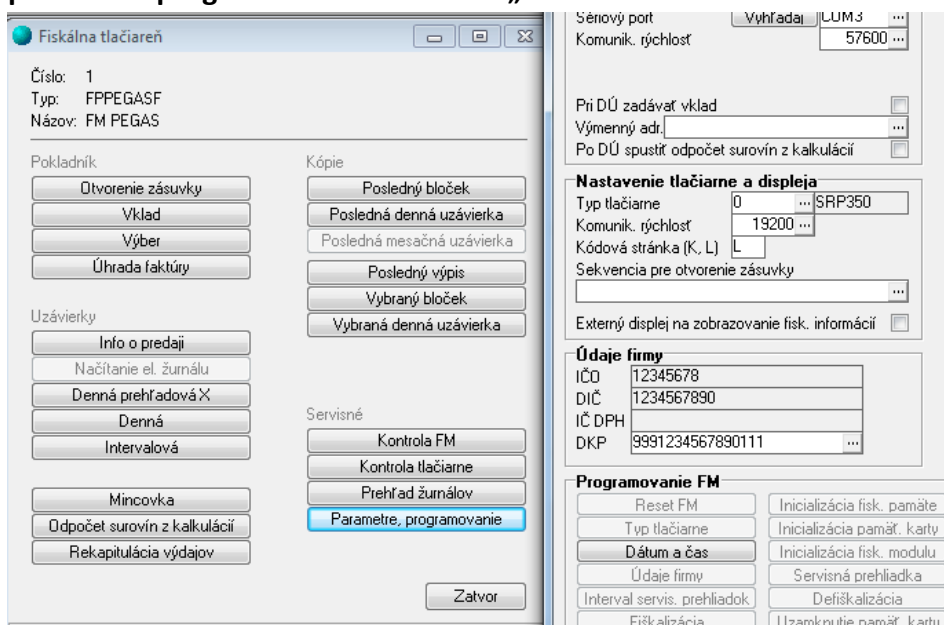 Fiskálna tlačiareň
Číslo: 1
Typ: FPPEGASF
Názov: FM PEGAS
Pokladník
Otvorenie zásuvky
Vklad
Výber
Úhrada faktúry
Uzávierky
Info o predaji
Načítanie el. žurnálu
Denná prehľadová X
Denná
Intervalová
Mincovka
Odpočet surovín z kalkulácií
Rekapitulácia výdajov
Kópie
Posledný bloček
Posledná denná uzávierka
Posledná mesačná uzávierka
Posledný výpis
Vybraný bloček
Vybraná denná uzávierka
Servisné
Kontrola FM
Kontrola tlačiarne
Prehľad žurnálov
Parametre, programovanie
Zatvor
Sériový port Vyhľadaj COM3 ...
Komunik. rýchlosť 57600 ...
Pri DÚ zadávať vklad
Výmenný adr. ...
Po DÚ spustiť odpočet surovín z kalkulácií
Nastavenie tlačiarne a displeja
Typ tlačiarne 0 ... SRP350
Komunik. rýchlosť 19200 ...
Kódová stránka (K, L) L
Sekvencia pre otvorenie zásuvky
...
Externý displej na zobrazovanie fisk. informácií
Údaje firmy
IČO 12345678
DIČ 1234567890
IČ DPH
DKP 9991234567890111 ...
Programovanie FM
Reset FM Inicializácia fisk. pamäte
Typ tlačiarne Inicializácia pamäť. karty
Dátum a čas Inicializácia fisk. modulu
Údaje firmy Servisná prehliadka
Interval servis. prehliadok Defiškalizácia
Fiškalizácia Uzamknutie pamäť. karty